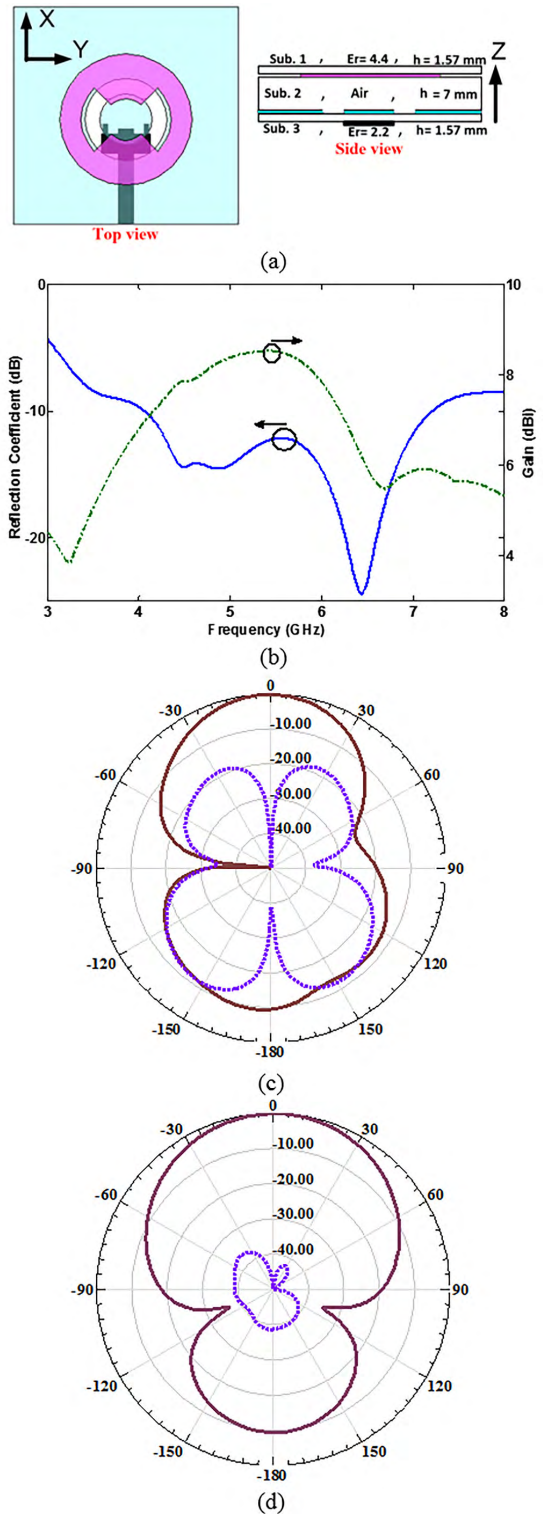 X
Y
Top view
Sub. 1 , Er= 4.4 , h = 1.57 mm
Sub. 2 , Air , h = 7 mm
Sub. 3 , Er= 2.2 , h= 1.57 mm
Side view
Z
(a)
0
-10
-20
Reflection Coeffident (dB)
10
8
6
4
Gain (dBI)
3 4 5 6 7 8
Frequency (GHz)
(b)
0
-30 30
-60 60
-90 90
-120 120
-150 150
-180
-10.00
-20.00
-30.00
-40.00
(c)
0
-30 30
-60 60
-90 90
-120 120
-150 150
-180
-10.00
-20.00
-30.00
-40.00
(d)